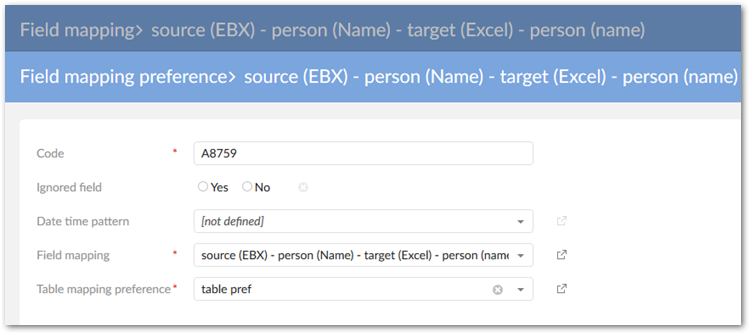 Field mapping> source (EBX) - person (Name) - target (Excel) - person (name)
Field mapping preference> source (EBX) - person (Name) - target (Excel) - person (name)
Code * A8759
Ignored field Yes No
Date time pattern [not defined]
Field mapping * source (EBX) - person (Name) - target (Excel) - person (name
Table mapping preference * table pref